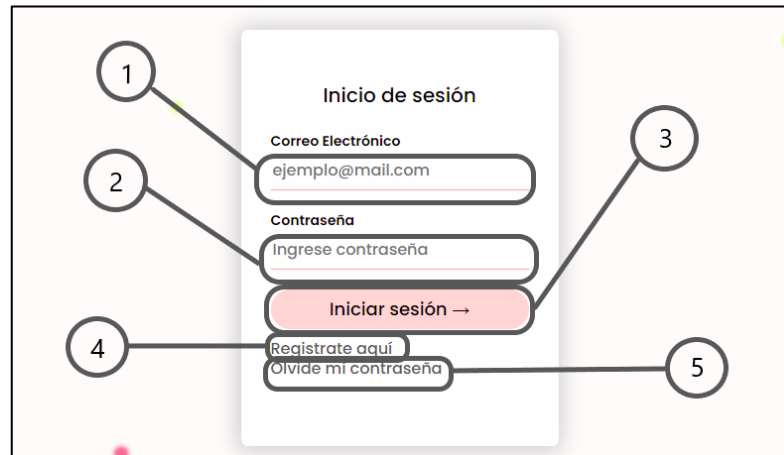 1
Inicio de sesión
Correo Electrónico
3
ejemplo@mail.com
2
Contraseña
Ingrese contraseña
Iniciar sesión →
4
Registrate aquí
Olvide mi contraseña
5